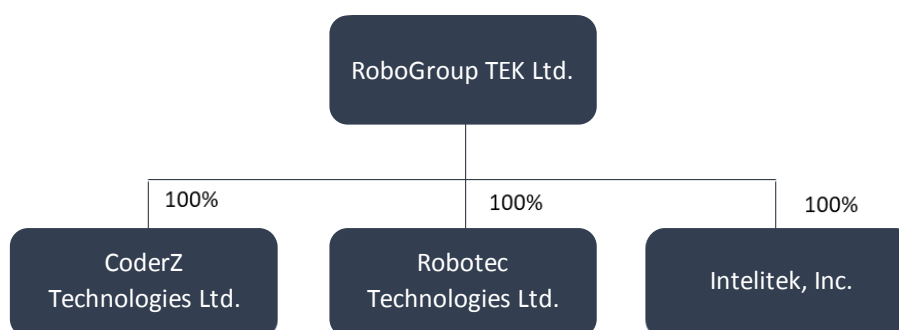 RoboGroup TEK Ltd.
100%
100%
100%
CoderZ
Technologies Ltd.
Robotec
Technologies Ltd.
Intelitek, Inc.